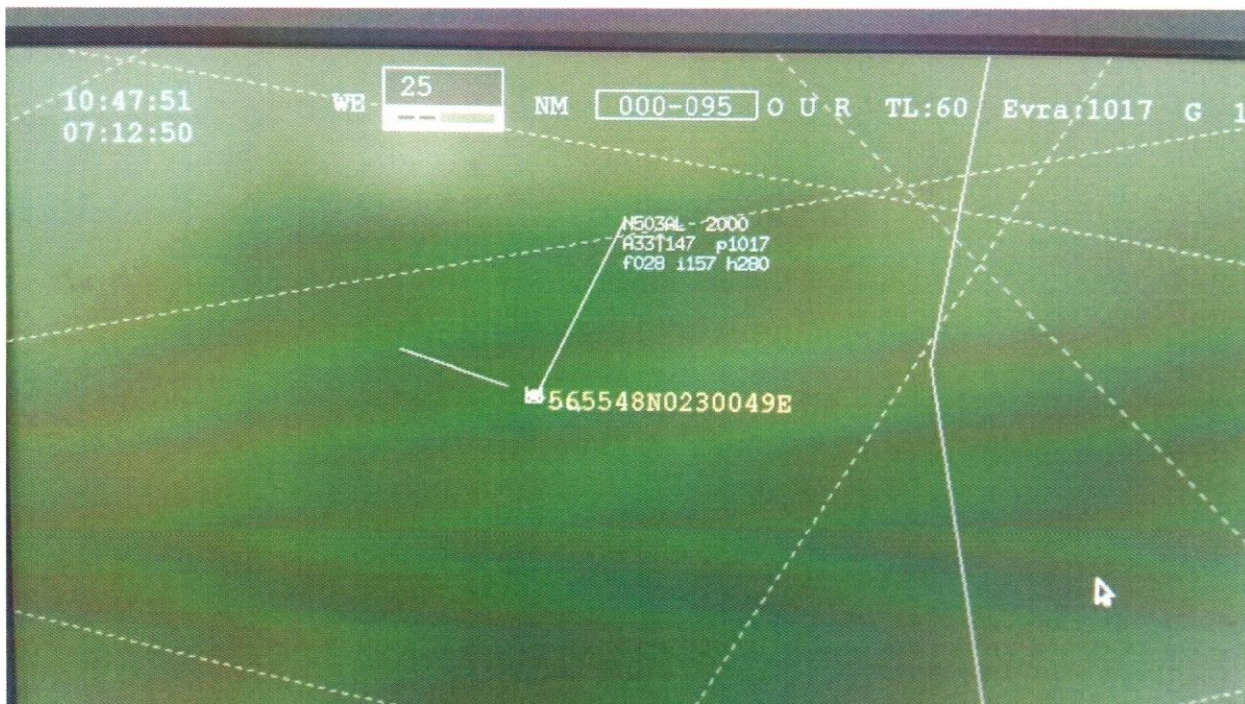 10:47:51
07:12:50
WE 25 NM 000-095 O U R TL:60 Evra:1017 G 1
N503AL- 2000
A33↑147 p1017
f028 i157 h280
565548N0230049E